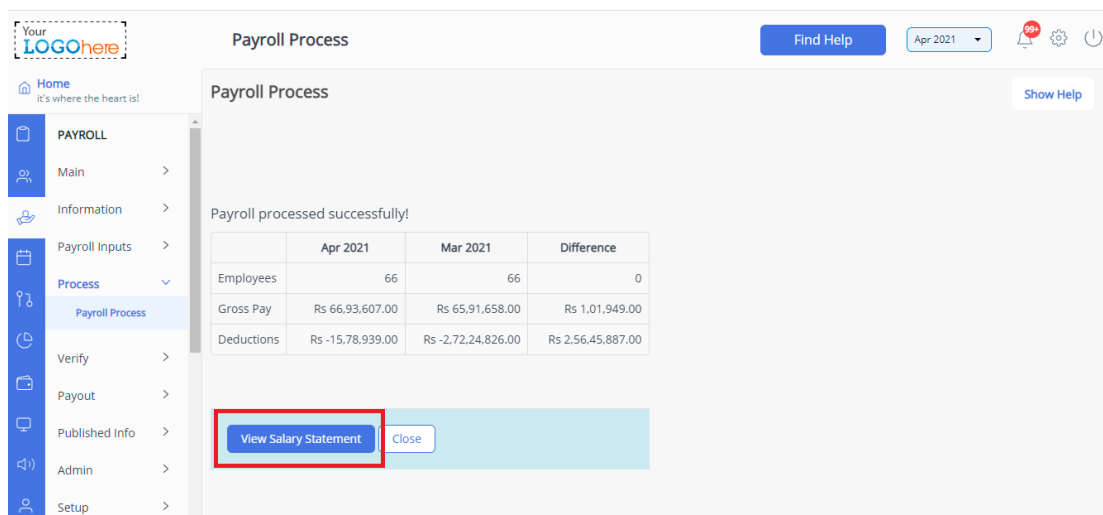 Your
LOGOhere
Payroll Process
Find Help
Apr 2021
99+
Home
it's where the heart is!
Payroll Process
Show Help
PAYROLL
Main
Information
Payroll Inputs
Process
Payroll Process
Verify
Payout
Published Info
Admin
Setup
Payroll processed successfully!
Apr 2021 Mar 2021 Difference
Employees 66 66 0
Gross Pay Rs 66,93,607.00 Rs 65,91,658.00 Rs 1,01,949.00
Deductions Rs -15,78,939.00 Rs -2,72,24,826.00 Rs 2,56,45,887.00
View Salary Statement Close